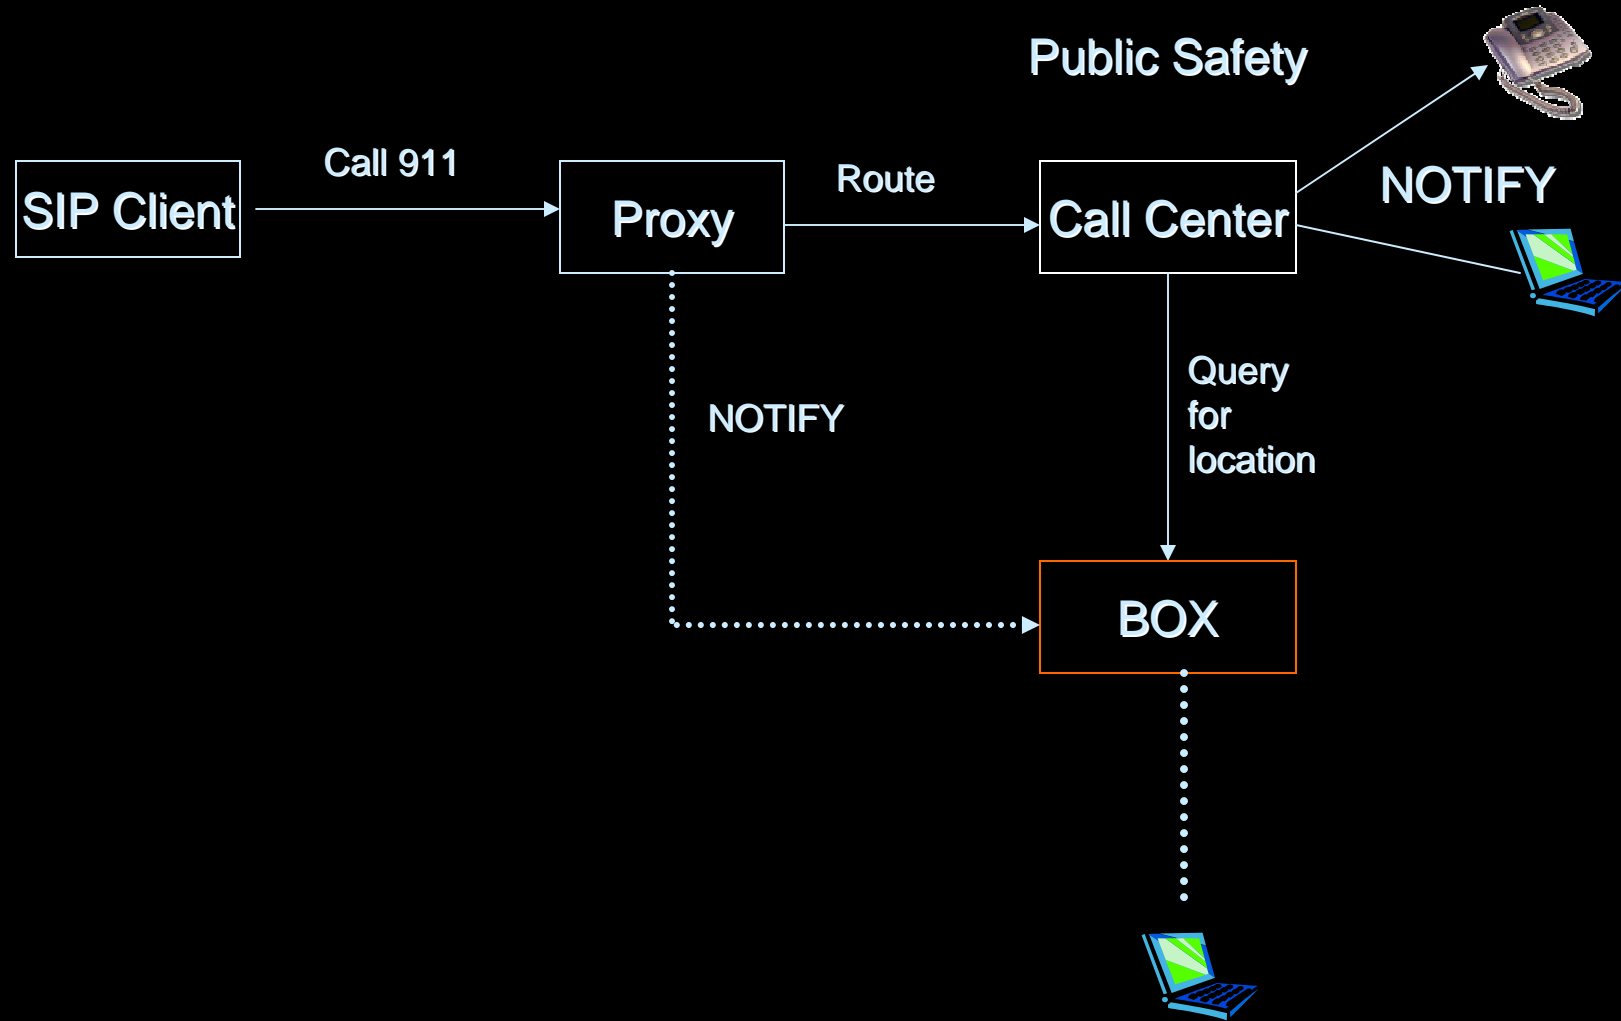 Public Safety
Call 911
SIP Client
Proxy
Route
Call Center
NOTIFY
Query
for
location
NOTIFY
BOX